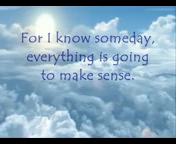 For I know someday,
everything is going
to make sense.